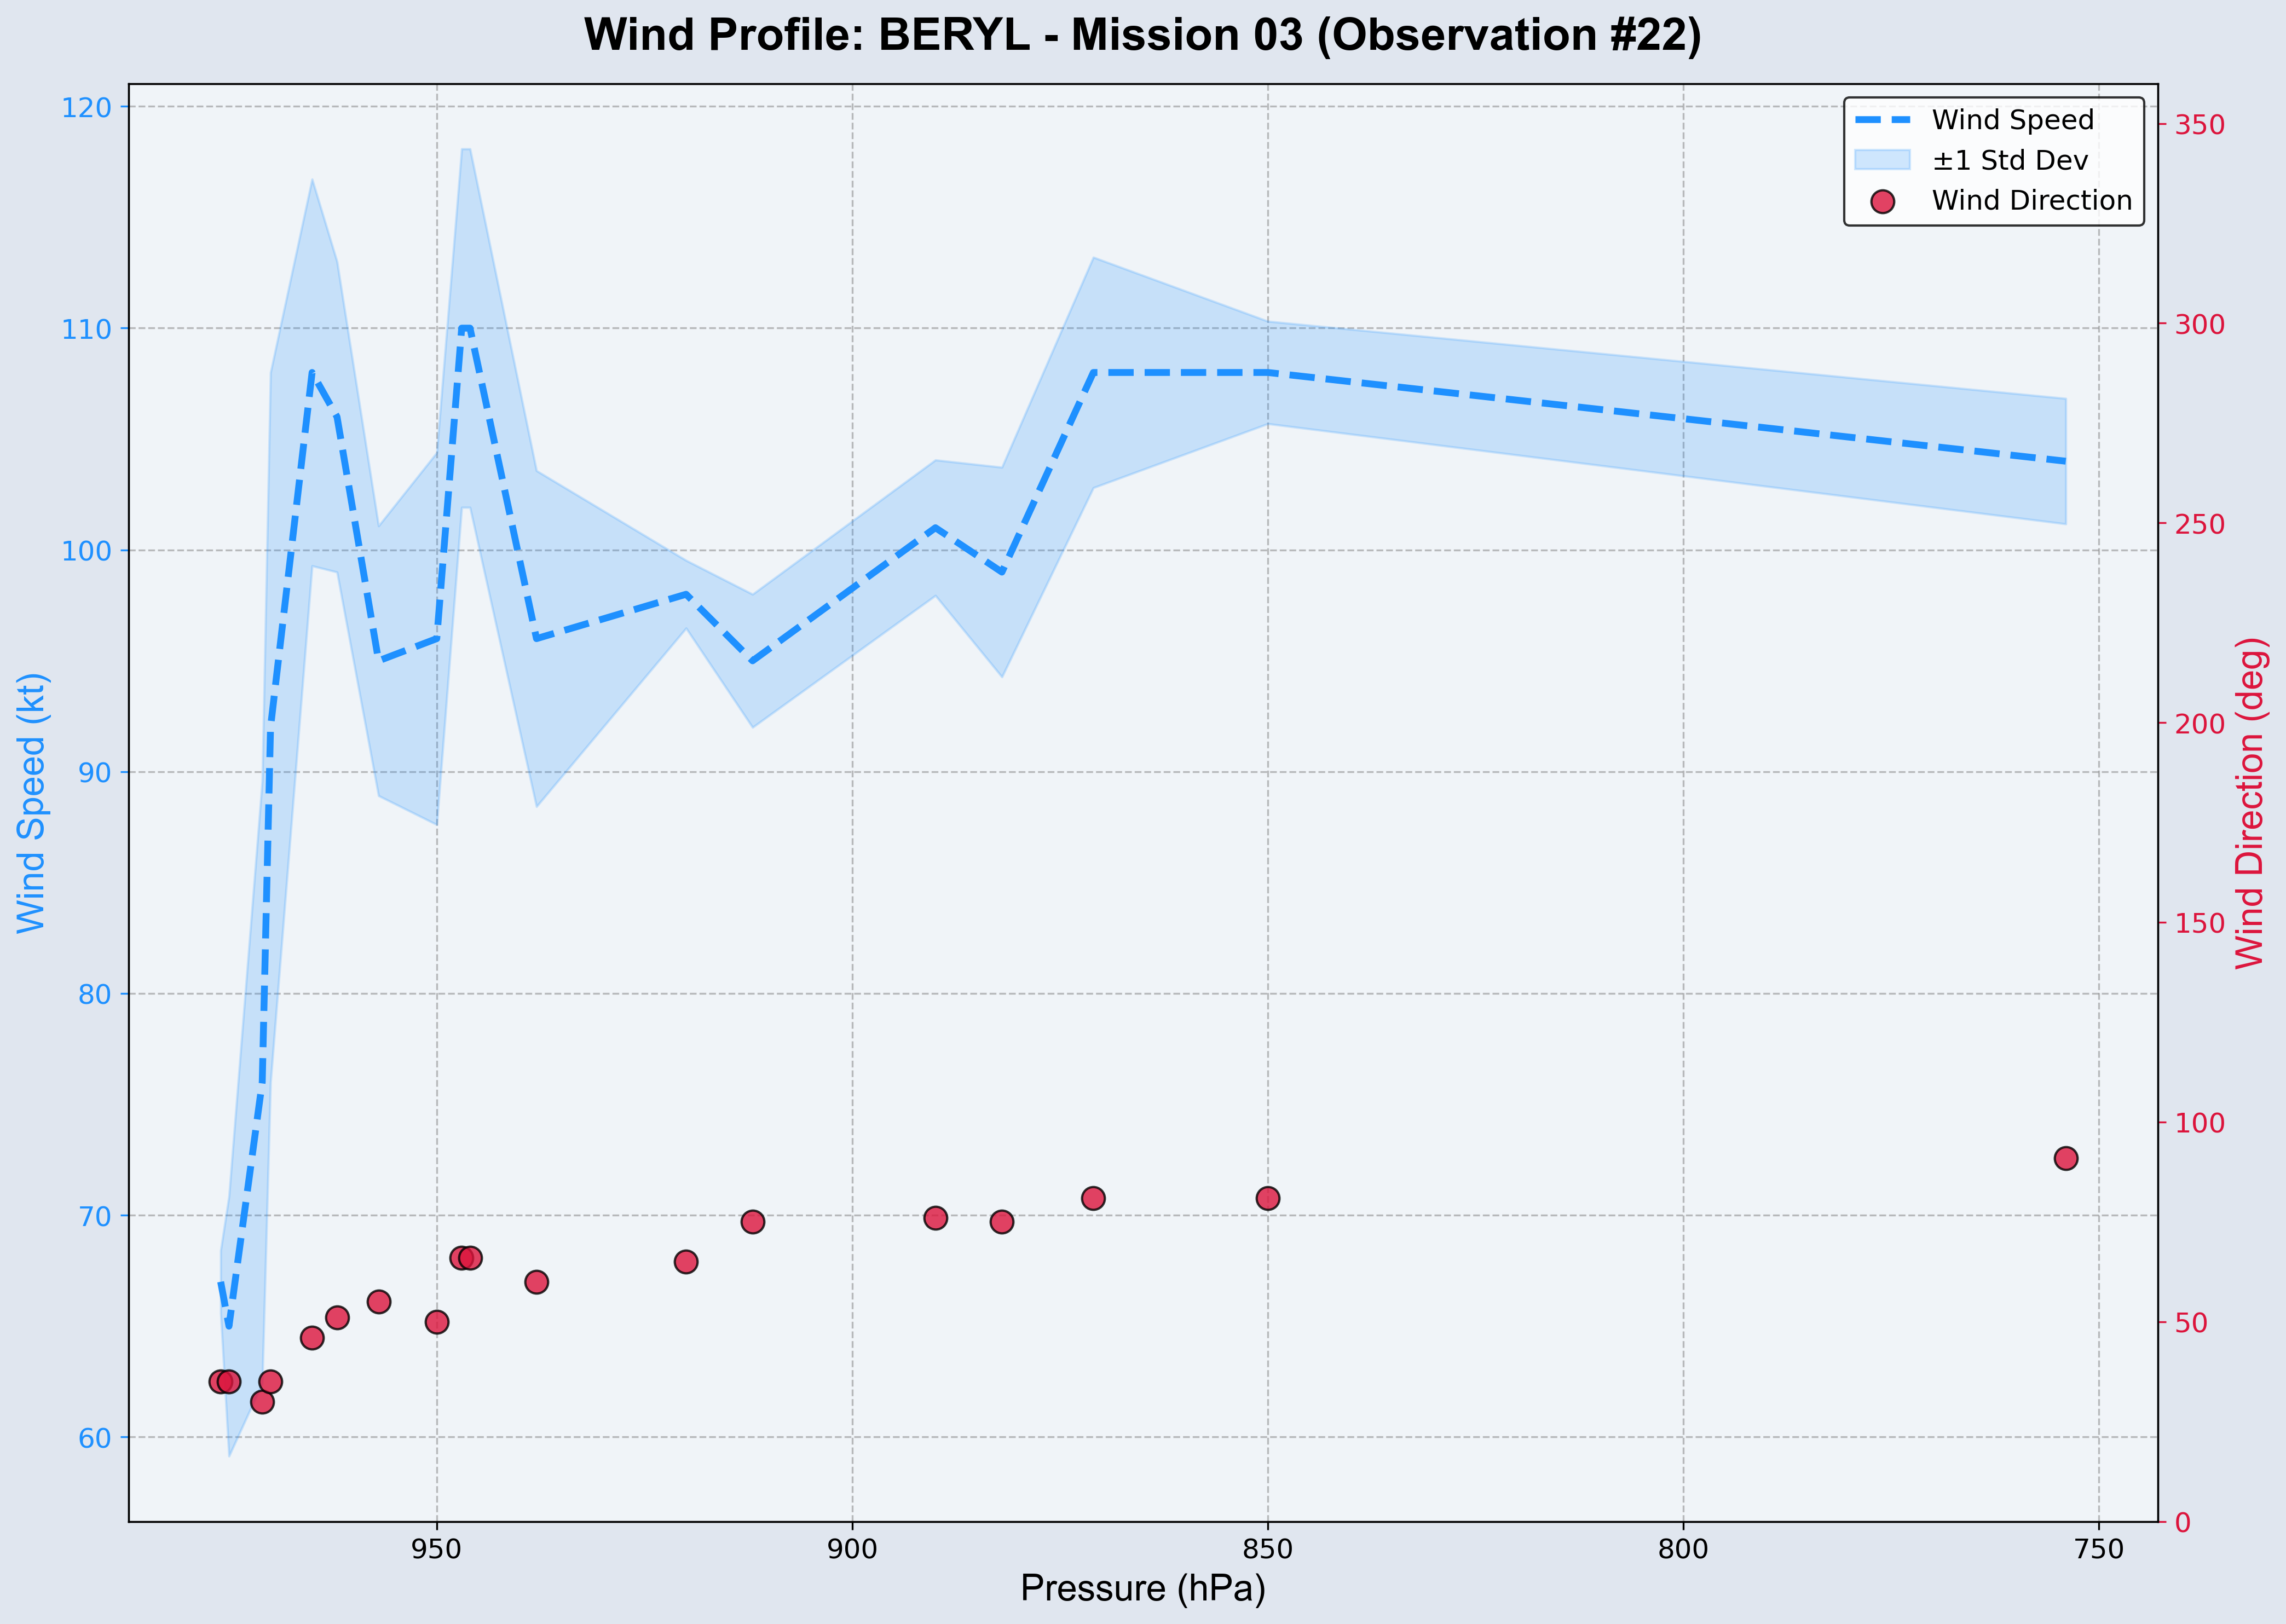 Wind Profile: BERYL - Mission 03 (Observation #22)
Wind Speed
±1 Std Dev
Wind Direction
Wind Speed (kt)
120
110
100
90
80
70
60
350
300
250
200
150
100
50
0
Wind Direction (deg)
950
900
850
800
750
Pressure (hPa)